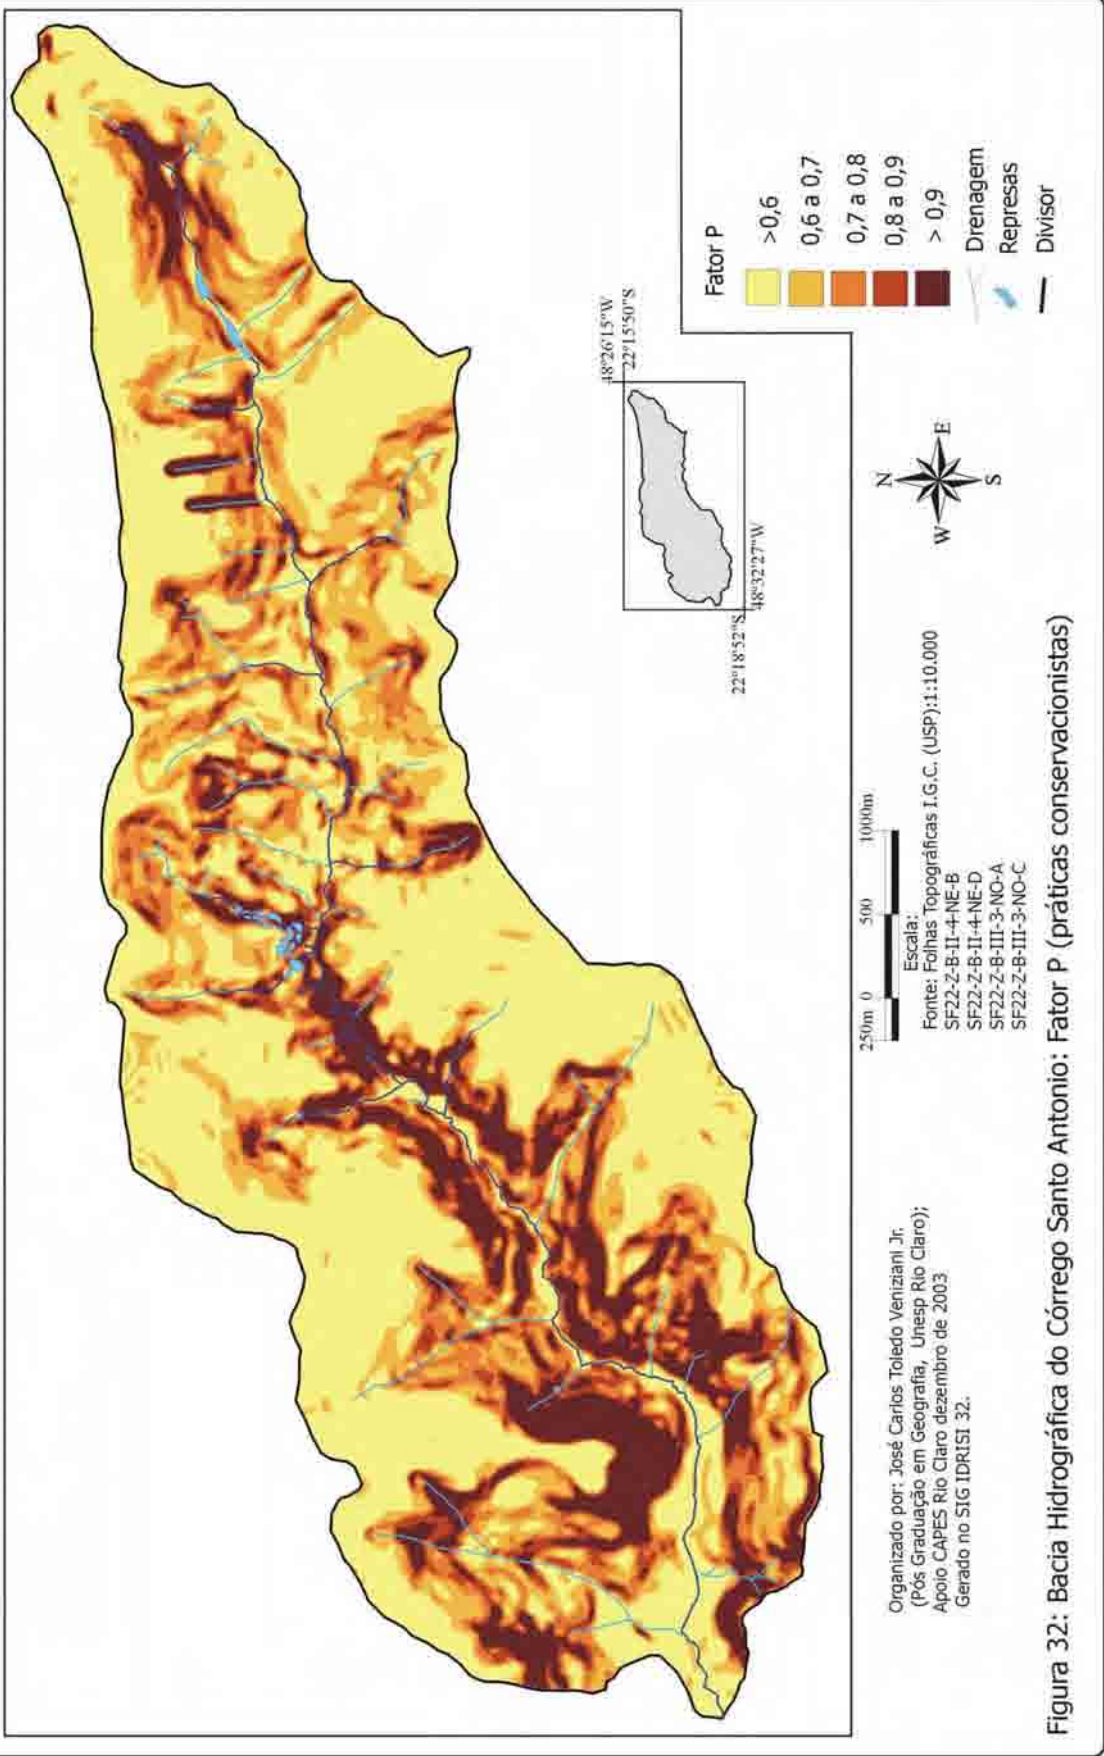 Fator P
>0,6
0,6 a 0,7
0,7 a 0,8
0,8 a 0,9
> 0,9
Drenagem
Represas
Divisor
48°26'15"W
22°15'50"S
22°18'52"S
48°32'27"W
N
W
E
S
250m 0 500 1000m
Escala:
Fonte: Folhas Topográficas I.G.C. (USP):1:10.000
SF22-Z-B-II-4-NE-B
SF22-Z-B-II-4-NE-D
SF22-Z-B-III-3-NO-A
SF22-Z-B-III-3-NO-C
Organizado por: José Carlos Toledo Veniziani Jr.
(Pós Graduação em Geografia, Unesp Rio Claro);
Apoio CAPES Rio Claro dezembro de 2003
Gerado no SIG IDRISI 32.
Figura 32: Bacia Hidrográfica do Córrego Santo Antonio: Fator P (práticas conservacionistas)